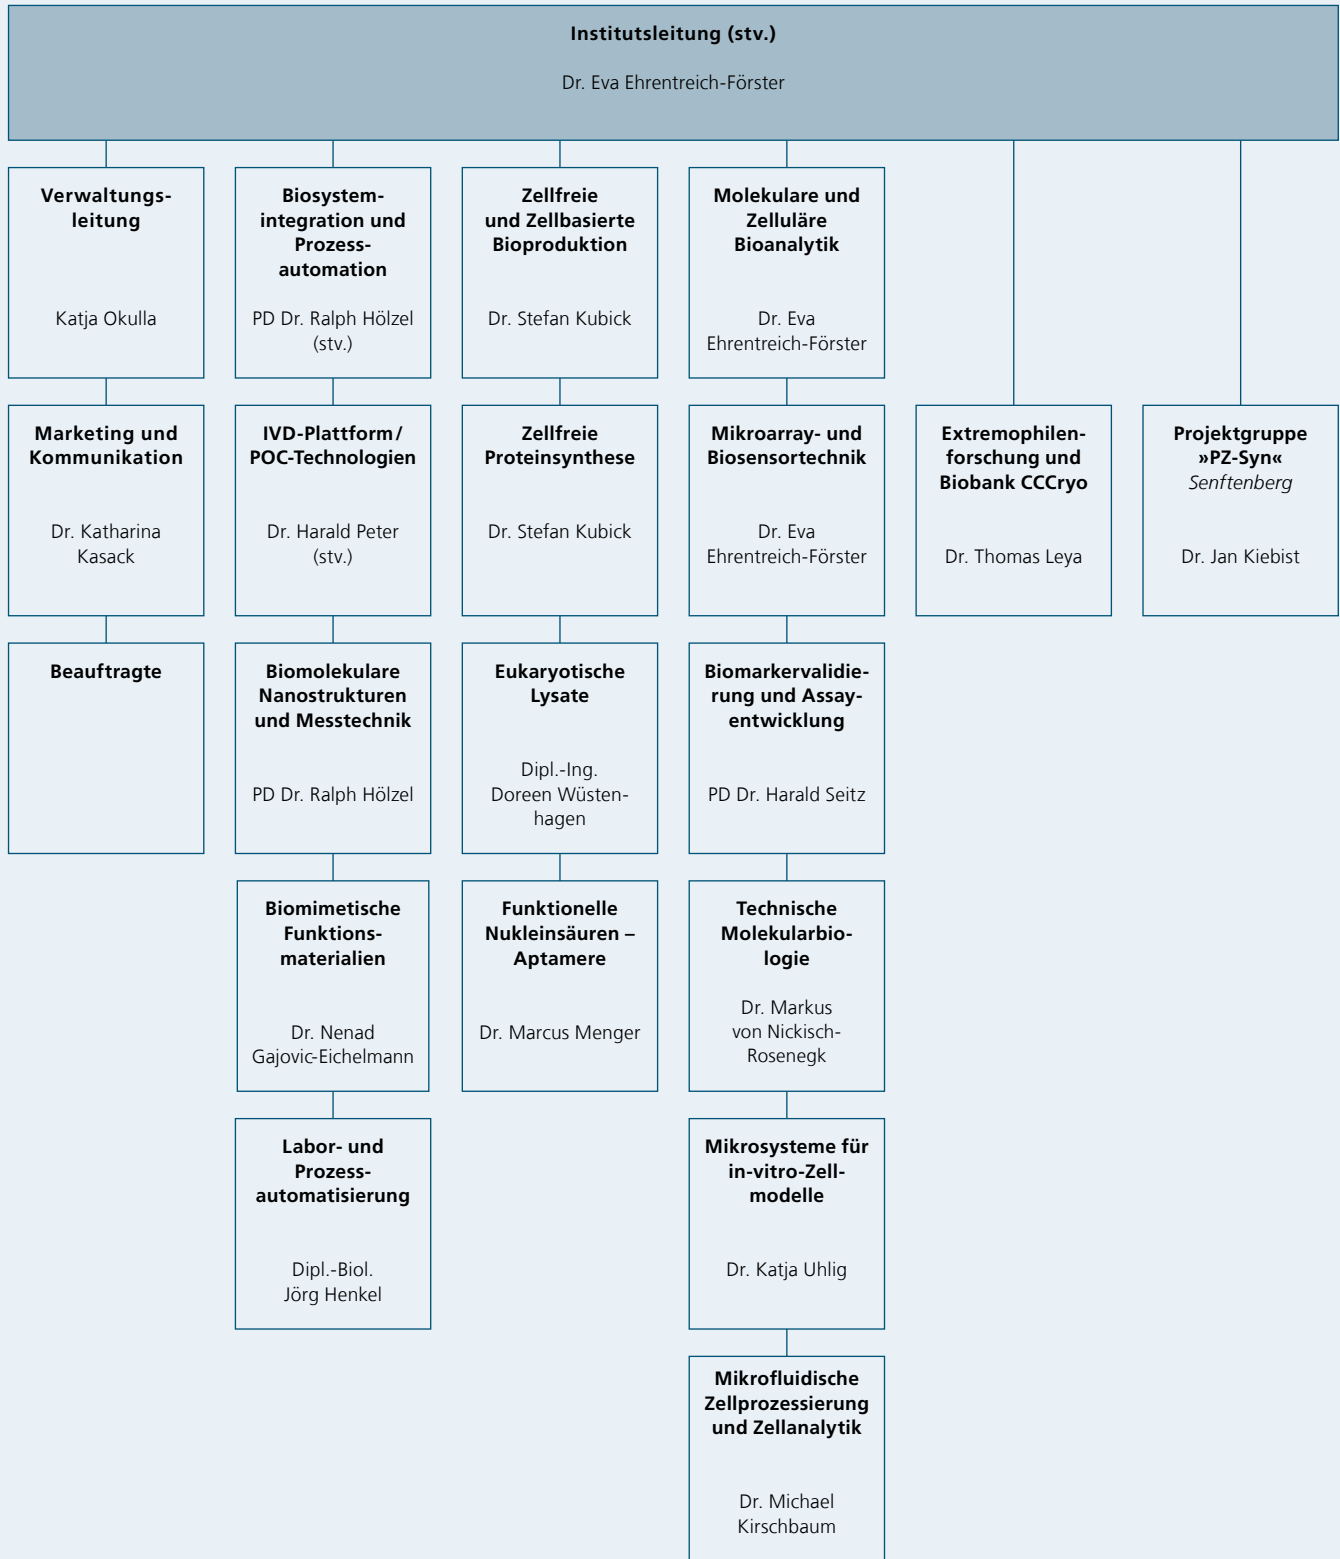 Institutsleitung (stv.)
Dr. Eva Ehrentreich-Förster
Verwaltungs-
leitung
Katja Okulla
Biosystem-
integration und
Prozess-
automation
PD Dr. Ralph Hölzel
(stv.)
Zellfreie
und Zellbasierte
Bioproduktion
Dr. Stefan Kubick
Molekulare und
Zelluläre
Bioanalytik
Dr. Eva
Ehrentreich-Förster
Marketing und
Kommunikation
Dr. Katharina
Kasack
IVD-Plattform/
POC-Technologien
Dr. Harald Peter
(stv.)
Zellfreie
Proteinsynthese
Dr. Stefan Kubick
Mikroarray- und
Biosensortechnik
Dr. Eva
Ehrentreich-Förster
Extremophilen-
forschung und
Biobank CCCryo
Dr. Thomas Leya
Projektgruppe
»PZ-Syn«
Senftenberg
Dr. Jan Kiebist
Beauftragte
Biomolekulare
Nanostrukturen
und Messtechnik
PD Dr. Ralph Hölzel
Eukaryotische
Lysate
Dipl.-Ing.
Doreen Wüsten-
hagen
Biomarkervalidie-
rung und Assay-
entwicklung
PD Dr. Harald Seitz
Biomimetische
Funktions-
materialien
Dr. Nenad
Gajovic-Eichelmann
Funktionelle
Nukleinsäuren –
Aptamere
Dr. Marcus Menger
Technische
Molekularbio-
logie
Dr. Markus
von Nickisch-
Rosenegk
Labor- und
Prozess-
automatisierung
Dipl.-Biol.
Jörg Henkel
Mikrosysteme für
in-vitro-Zell-
modelle
Dr. Katja Uhlig
Mikrofluidische
Zellprozessierung
und Zellanalytik
Dr. Michael
Kirschbaum